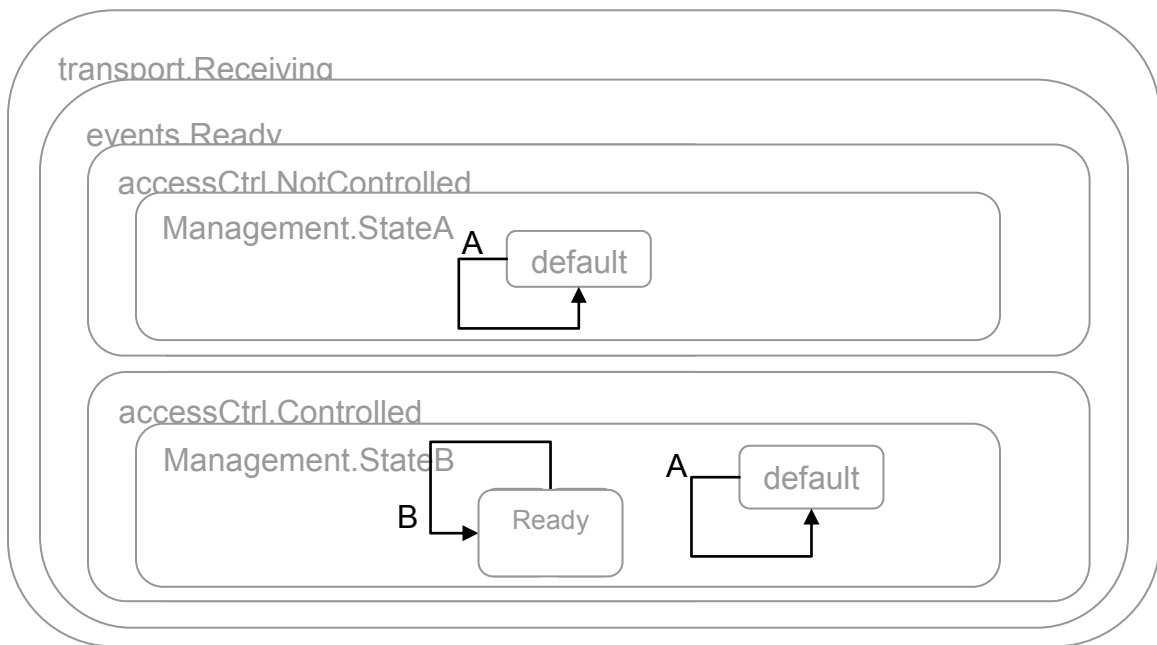 transport.Receiving
events.Ready
accessCtrl.NotControlled
Management.StateA
A
default
accessCtrl.Controlled
Management.StateB
A
default
B
Ready